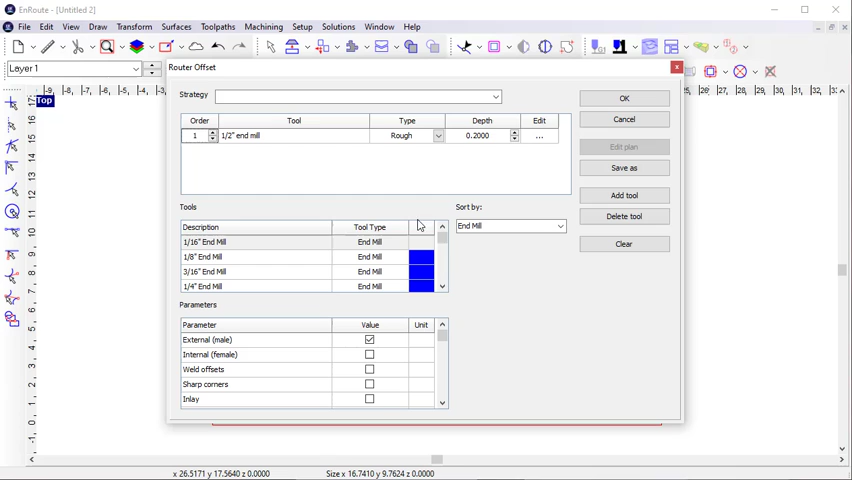 EnRoute - [Untitled 2]
File Edit View Draw Transform Surfaces Toolpaths Machining Setup Solutions Window Help
Layer 1
Router Offset
x
Top
Strategy
OK
Order Tool Type Depth Edit
Cancel
1 1/2" end mill Rough 0.2000 ...
Edit plan
Save as
Add tool
Tools Sort by:
Delete tool
Description Tool Type End Mill
1/16" End Mill End Mill
Clear
1/8" End Mill End Mill
3/16" End Mill End Mill
1/4" End Mill End Mill
Parameters
Parameter Value Unit
External (male)
Internal (female)
Weld offsets
Sharp corners
Inlay
x 26.5171 y 17.5640 z 0.0000 Size x 16.7410 y 9.7624 z 0.0000